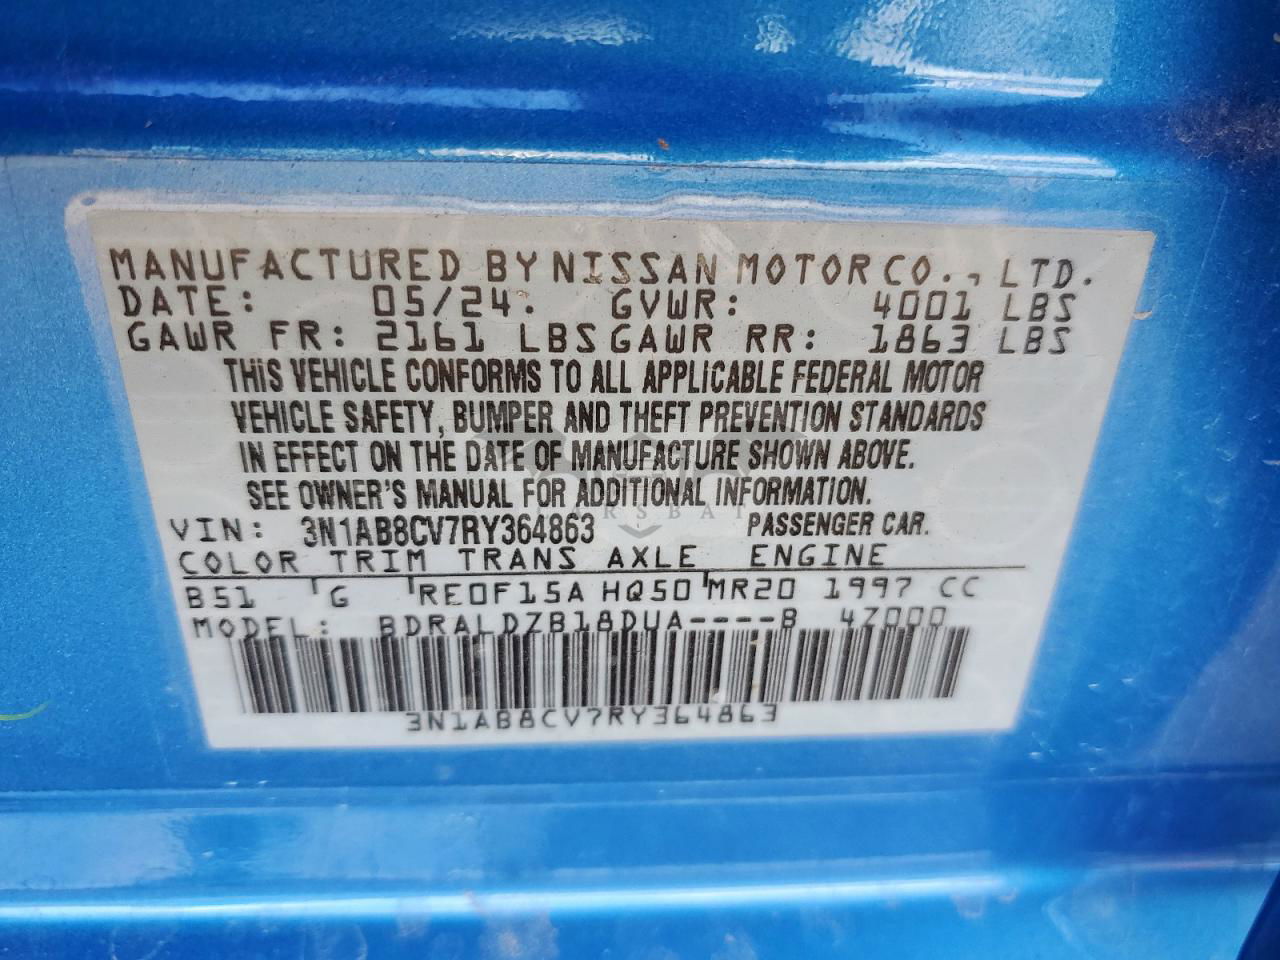 MANUFACTURED BY NISSAN MOTOR CO., LTD.
DATE: 05/24. GVWR: 4001 LBS
GAWR FR: 2161 LBS GAWR RR: 1863 LBS
THIS VEHICLE CONFORMS TO ALL APPLICABLE FEDERAL MOTOR
VEHICLE SAFETY, BUMPER AND THEFT PREVENTION STANDARDS
IN EFFECT ON THE DATE OF MANUFACTURE SHOWN ABOVE.
SEE OWNER'S MANUAL FOR ADDITIONAL INFORMATION.
VIN: 3N1AB8CV7RY364863 PASSENGER CAR.
COLOR TRIM TRANS AXLE ENGINE
B51 G RE0F15A HQ50 MR20 1997 CC
MODEL: BDRALDZB18DUA----B 4Z000
3N1AB8CV7RY364863